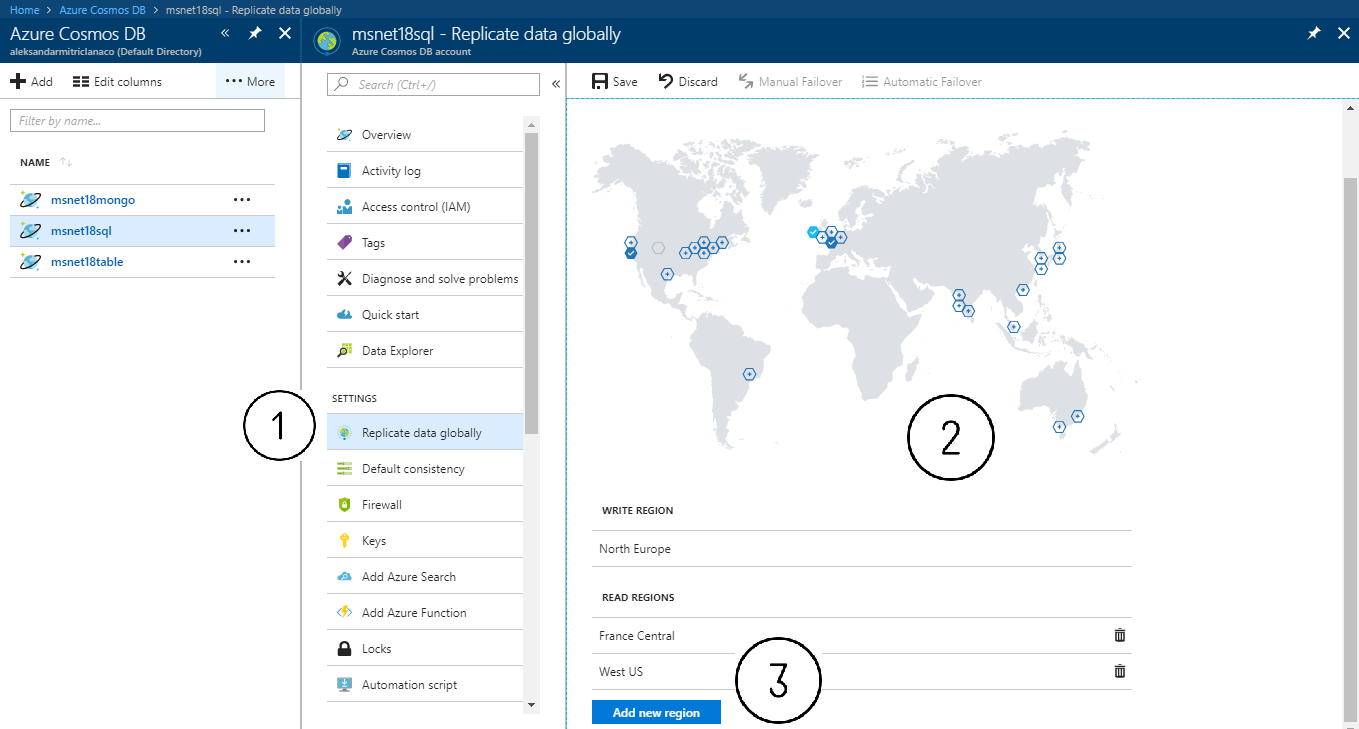 Home > Azure Cosmos DB > msnet18sql - Replicate data globally
Azure Cosmos DB
aleksandarmitriclanaco (Default Directory)
Add
Edit columns
More
Filter by name...
NAME
msnet18mongo
msnet18sql
msnet18table
msnet18sql - Replicate data globally
Azure Cosmos DB account
Search (Ctrl+/)
Overview
Activity log
Access control (IAM)
Tags
Diagnose and solve problems
Quick start
Data Explorer
SETTINGS
1
Replicate data globally
Default consistency
Firewall
Keys
Add Azure Search
Add Azure Function
Locks
Automation script
Save
Discard
Manual Failover
Automatic Failover
2
WRITE REGION
North Europe
READ REGIONS
France Central
West US
3
Add new region